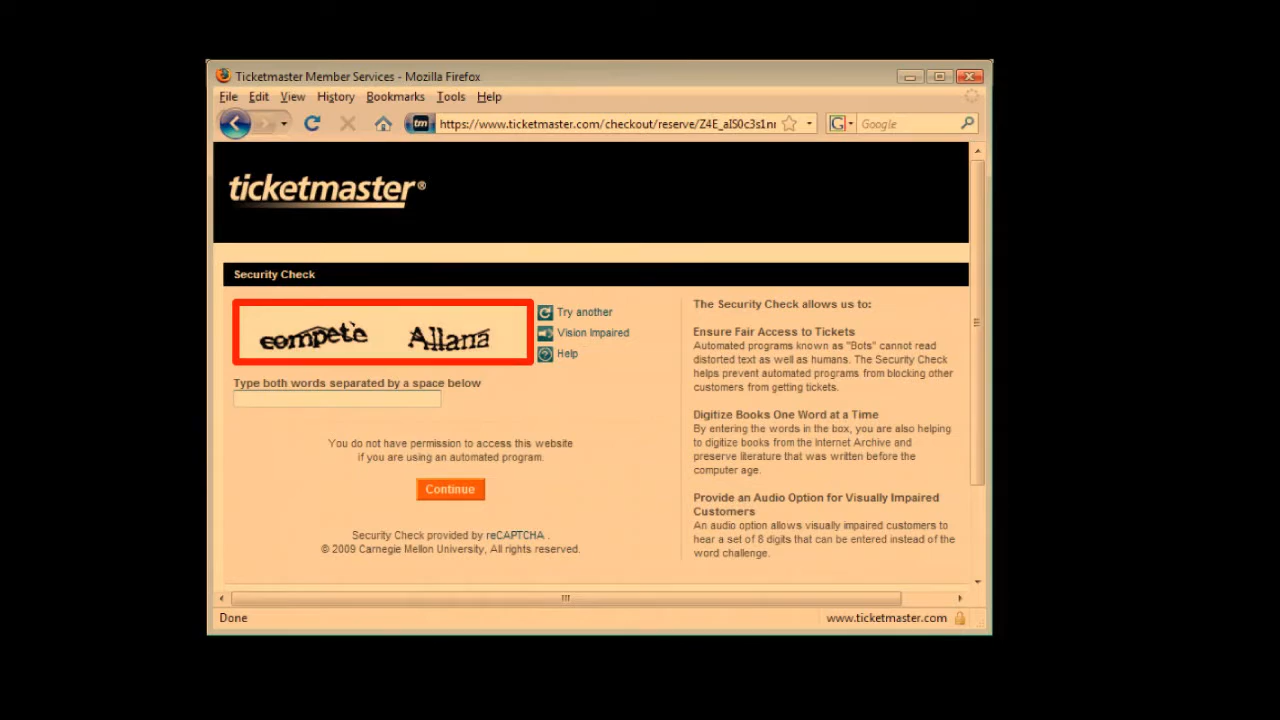 Ticketmaster Member Services - Mozilla Firefox
File Edit View History Bookmarks Tools Help
tm https://www.ticketmaster.com/checkout/reserve/Z4E_aIS0c3s1nr G Google
ticketmaster®
Security Check
compete Allana
Try another
Vision Impaired
Help
Type both words separated by a space below
You do not have permission to access this website
if you are using an automated program.
Continue
Security Check provided by reCAPTCHA .
© 2009 Carnegie Mellon University, All rights reserved.
The Security Check allows us to:
Ensure Fair Access to Tickets
Automated programs known as "Bots" cannot read
distorted text as well as humans. The Security Check
helps prevent automated programs from blocking other
customers from getting tickets.
Digitize Books One Word at a Time
By entering the words in the box, you are also helping
to digitize books from the Internet Archive and
preserve literature that was written before the
computer age.
Provide an Audio Option for Visually Impaired
Customers
An audio option allows visually impaired customers to
hear a set of 8 digits that can be entered instead of the
word challenge.
Done www.ticketmaster.com